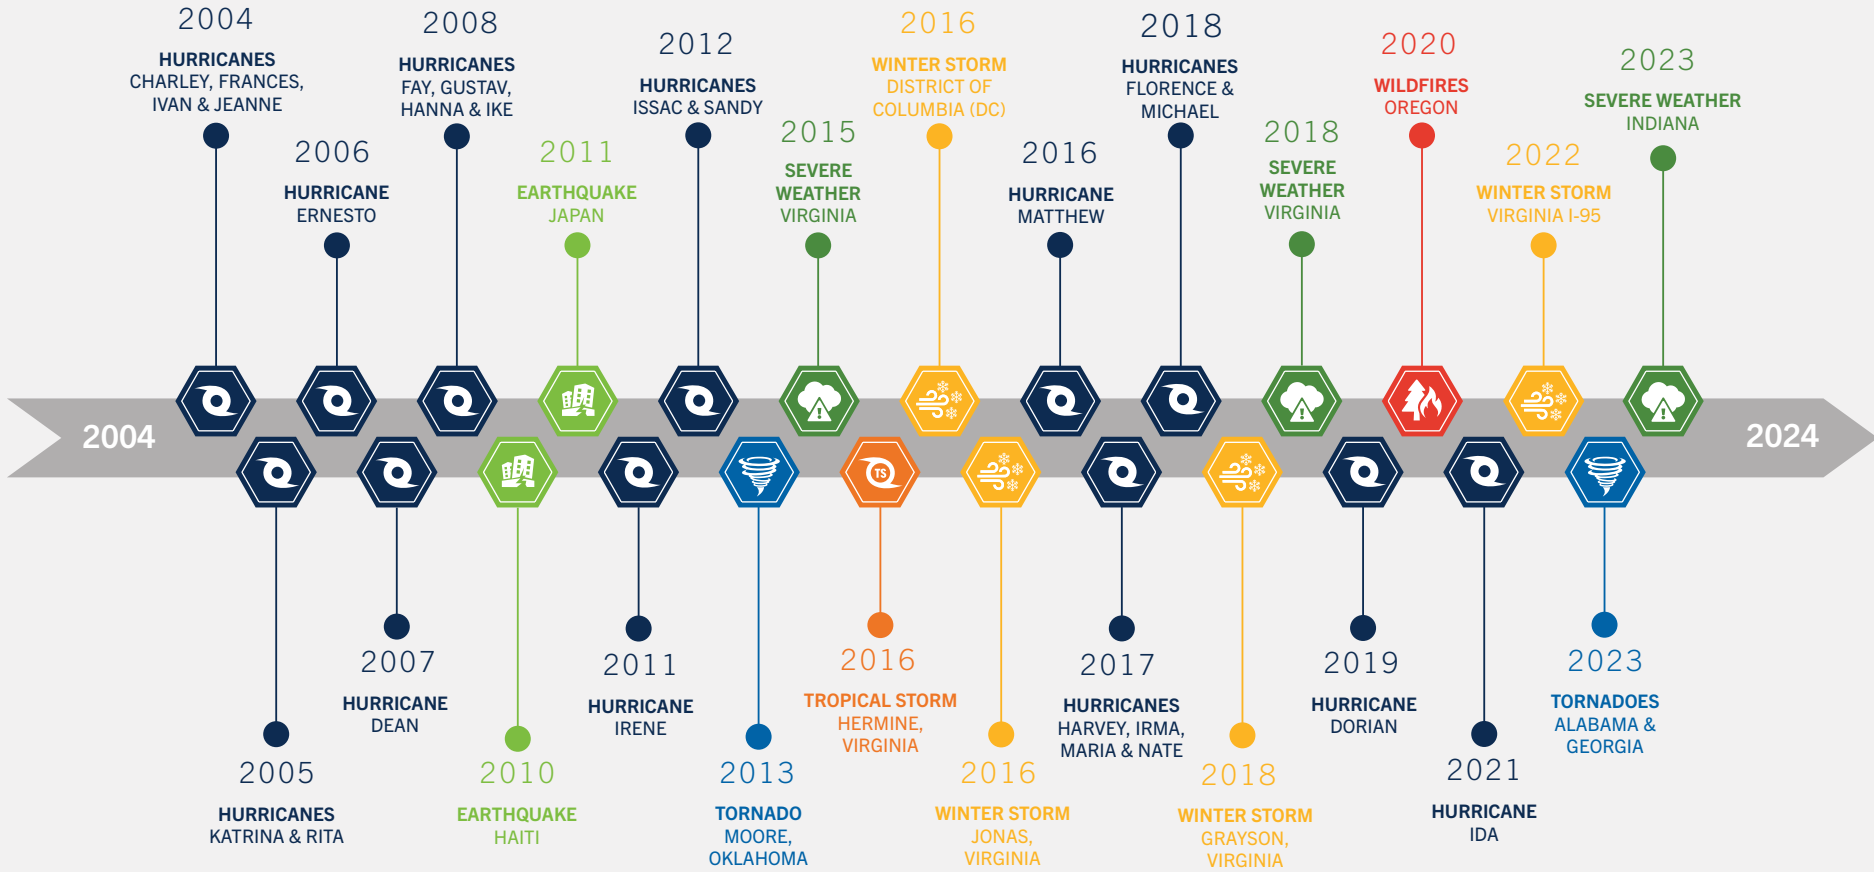 2004
HURRICANES
CHARLEY, FRANCES,
IVAN & JEANNE
2006
HURRICANE
ERNESTO
2008
HURRICANES
FAY, GUSTAV,
HANNA & IKE
2011
EARTHQUAKE
JAPAN
2012
HURRICANES
ISSAC & SANDY
2015
SEVERE
WEATHER
VIRGINIA
2016
WINTER STORM
DISTRICT OF
COLUMBIA (DC)
2016
HURRICANE
MATTHEW
2018
HURRICANES
FLORENCE &
MICHAEL
2018
SEVERE
WEATHER
VIRGINIA
2020
WILDFIRES
OREGON
2022
WINTER STORM
VIRGINIA I-95
2023
SEVERE WEATHER
INDIANA
2004
TS
2024
2005
HURRICANES
KATRINA & RITA
2007
HURRICANE
DEAN
2010
EARTHQUAKE
HAITI
2011
HURRICANE
IRENE
2013
TORNADO
MOORE,
OKLAHOMA
2016
TROPICAL STORM
HERMINE,
VIRGINIA
2016
WINTER STORM
JONAS,
VIRGINIA
2017
HURRICANES
HARVEY, IRMA,
MARIA & NATE
2018
WINTER STORM
GRAYSON,
VIRGINIA
2019
HURRICANE
DORIAN
2021
HURRICANE
IDA
2023
TORNADOES
ALABAMA &
GEORGIA